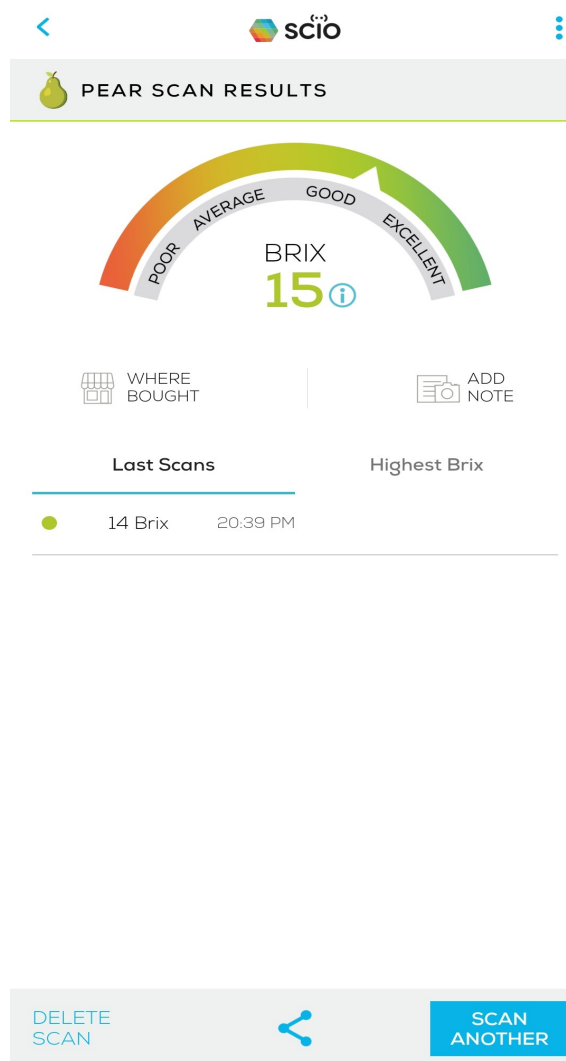 scio
PEAR SCAN RESULTS
POOR
AVERAGE
GOOD
EXCELLENT
BRIX
15
WHERE
BOUGHT
ADD
NOTE
Last Scans
Highest Brix
14 Brix
20:39 PM
DELETE
SCAN
SCAN
ANOTHER